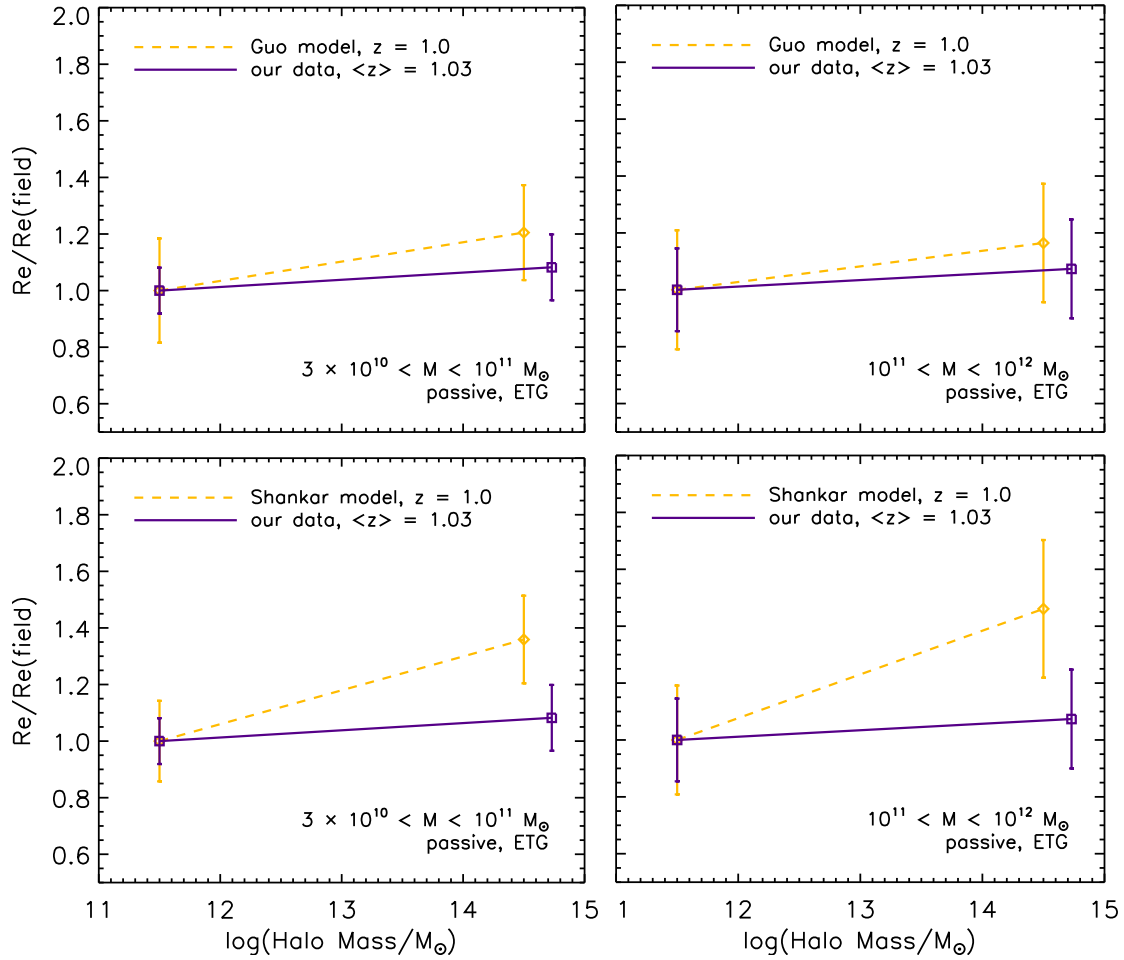 2.0
1.8
1.6
1.4
1.2
1.0
0.8
0.6
Re/Re(field)
Guo model, z = 1.0
our data, <z> = 1.03
3 × 10¹⁰ < M < 10¹¹ M☉
passive, ETG
Guo model, z = 1.0
our data, <z> = 1.03
10¹¹ < M < 10¹² M☉
passive, ETG
2.0
1.8
1.6
1.4
1.2
1.0
0.8
0.6
Re/Re(field)
Shankar model, z = 1.0
our data, <z> = 1.03
3 × 10¹⁰ < M < 10¹¹ M☉
passive, ETG
11 12 13 14 15
log(Halo Mass/M☉)
Shankar model, z = 1.0
our data, <z> = 1.03
10¹¹ < M < 10¹² M☉
passive, ETG
1 12 13 14 15
log(Halo Mass/M☉)